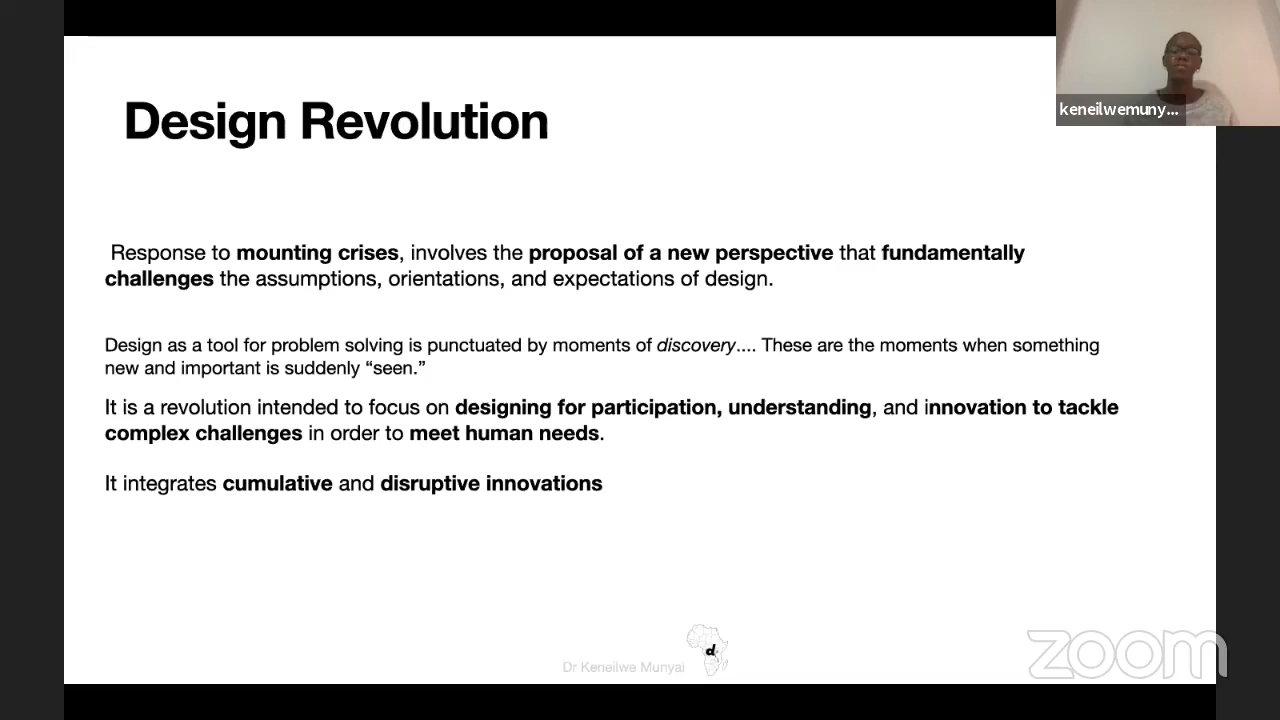 Design Revolution
keneilwemuny...
Response to mounting crises, involves the proposal of a new perspective that fundamentally
challenges the assumptions, orientations, and expectations of design.
Design as a tool for problem solving is punctuated by moments of discovery.... These are the moments when something
new and important is suddenly “seen.”
It is a revolution intended to focus on designing for participation, understanding, and innovation to tackle
complex challenges in order to meet human needs.
It integrates cumulative and disruptive innovations
Dr Keneilwe Munyai
d
zoom